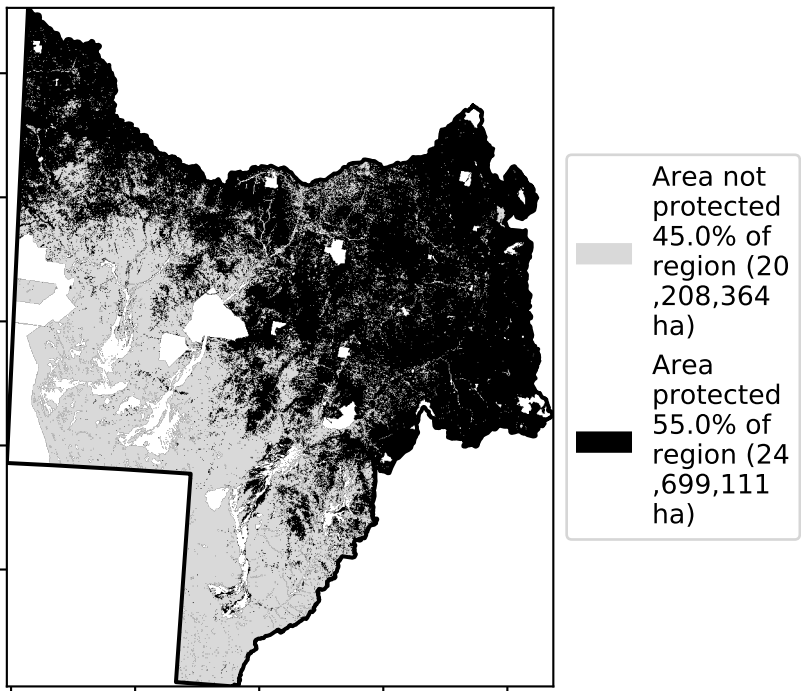 Area not
protected
45.0% of
region (20
,208,364
ha)
Area
protected
55.0% of
region (24
,699,111
ha)